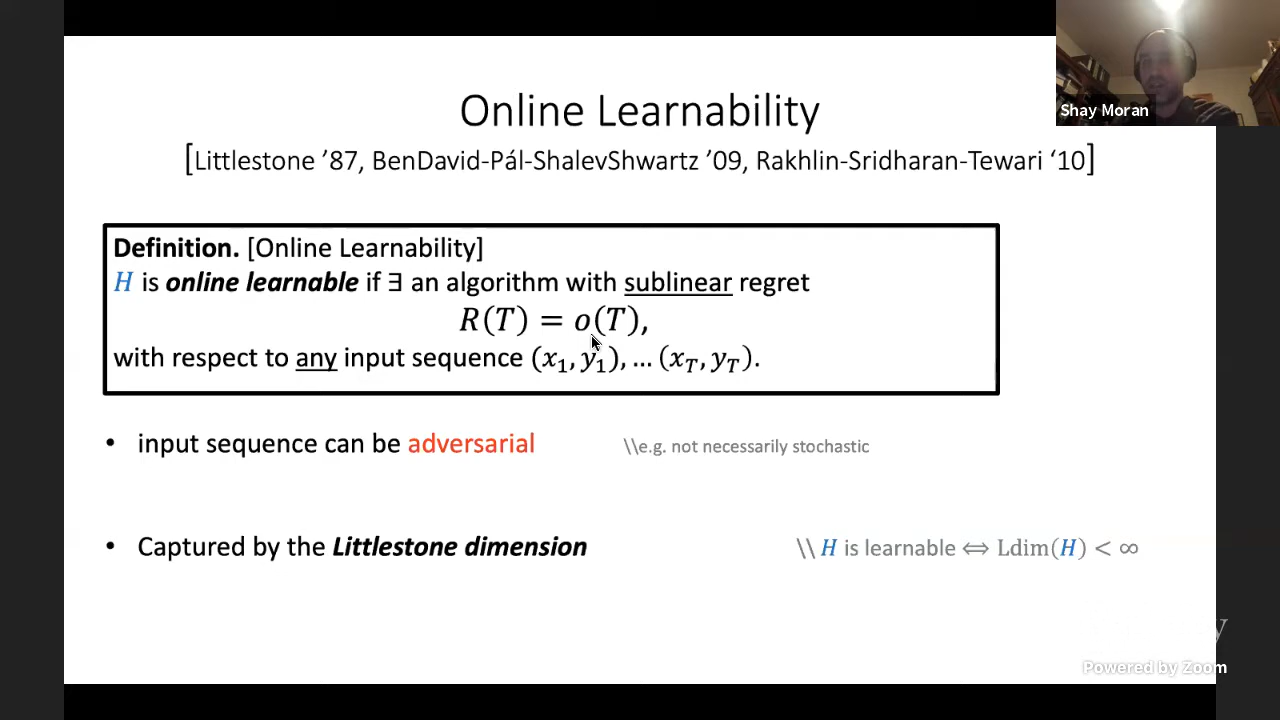 Online Learnability
[Littlestone ’87, BenDavid-Pál-ShalevShwartz ’09, Rakhlin-Sridharan-Tewari ‘10]
Shay Moran
Definition. [Online Learnability]
H is online learnable if ∃ an algorithm with sublinear regret
R(T) = o(T),
with respect to any input sequence (x₁, y₁), … (x_T, y_T).
• input sequence can be adversarial \\e.g. not necessarily stochastic
• Captured by the Littlestone dimension \\ H is learnable ⟺ Ldim(H) < ∞
Powered by Zoom